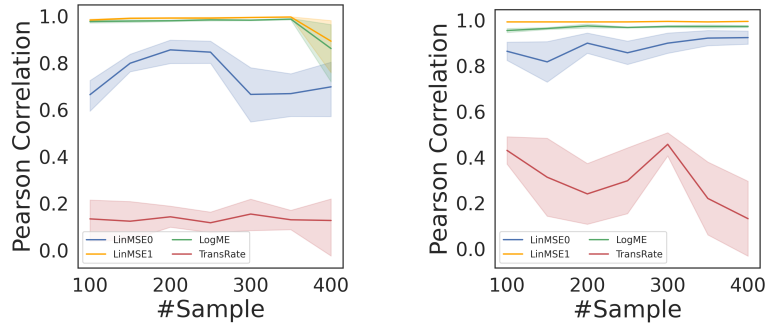 Pearson Correlation
1.0
0.8
0.6
0.4
0.2
0.0
LinMSE0
LinMSE1
LogME
TransRate
100 200 300 400
#Sample
Pearson Correlation
1.0
0.8
0.6
0.4
0.2
0.0
LinMSE0
LinMSE1
LogME
TransRate
100 200 300 400
#Sample